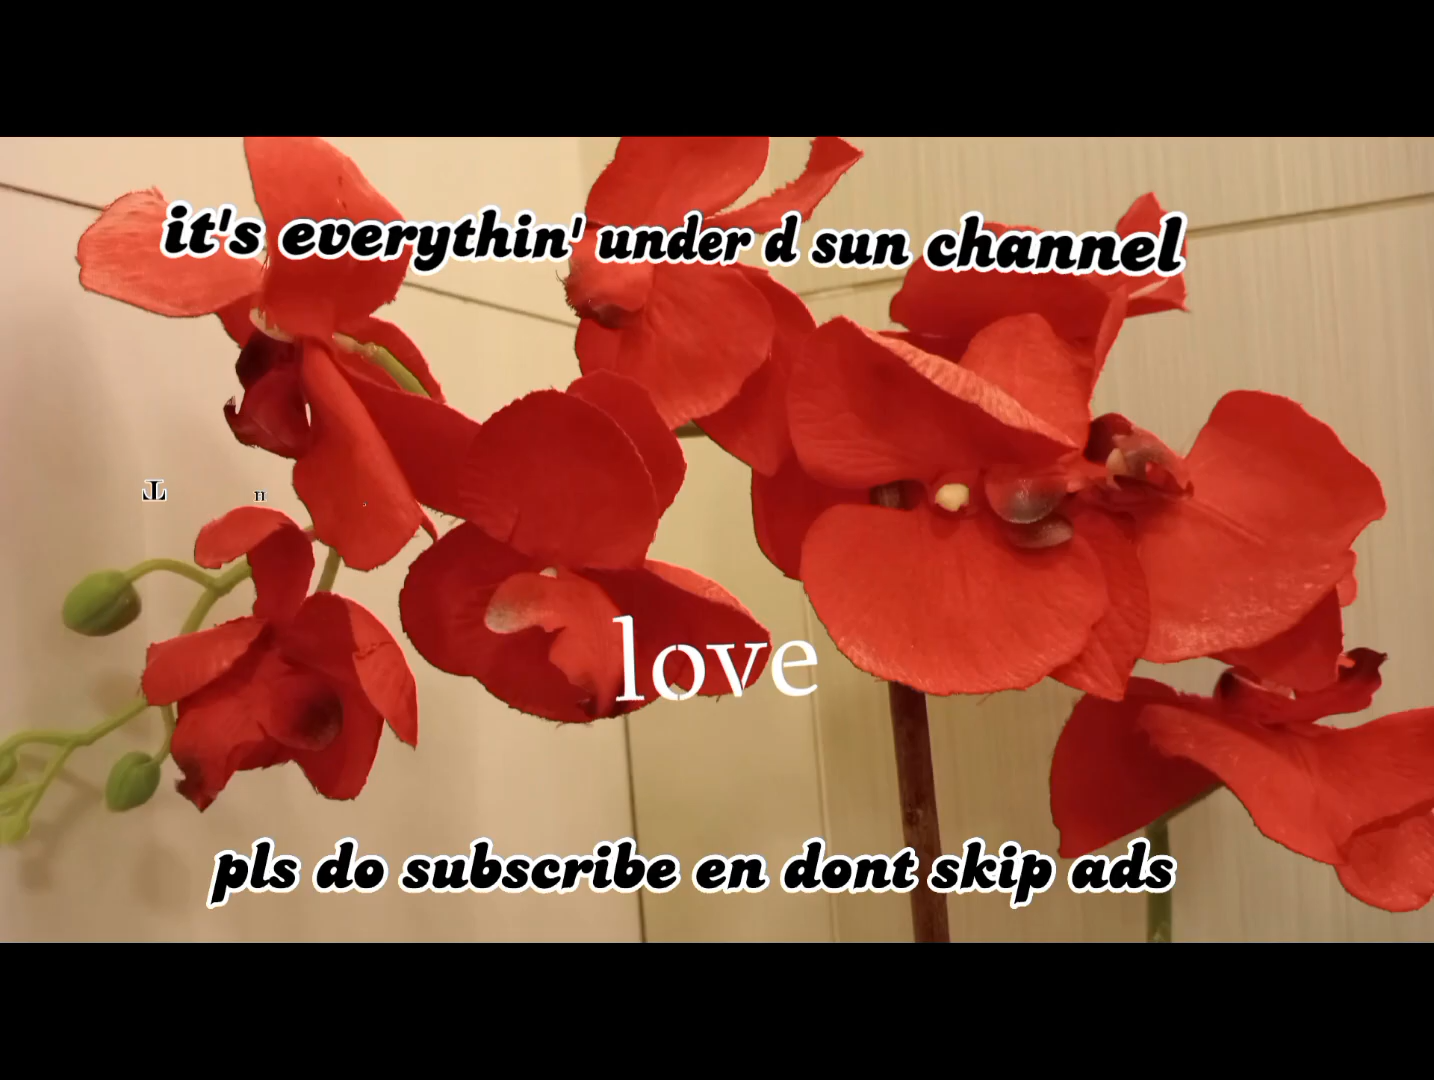 it's everythin' under d sun channel
love
pls do subscribe en dont skip ads